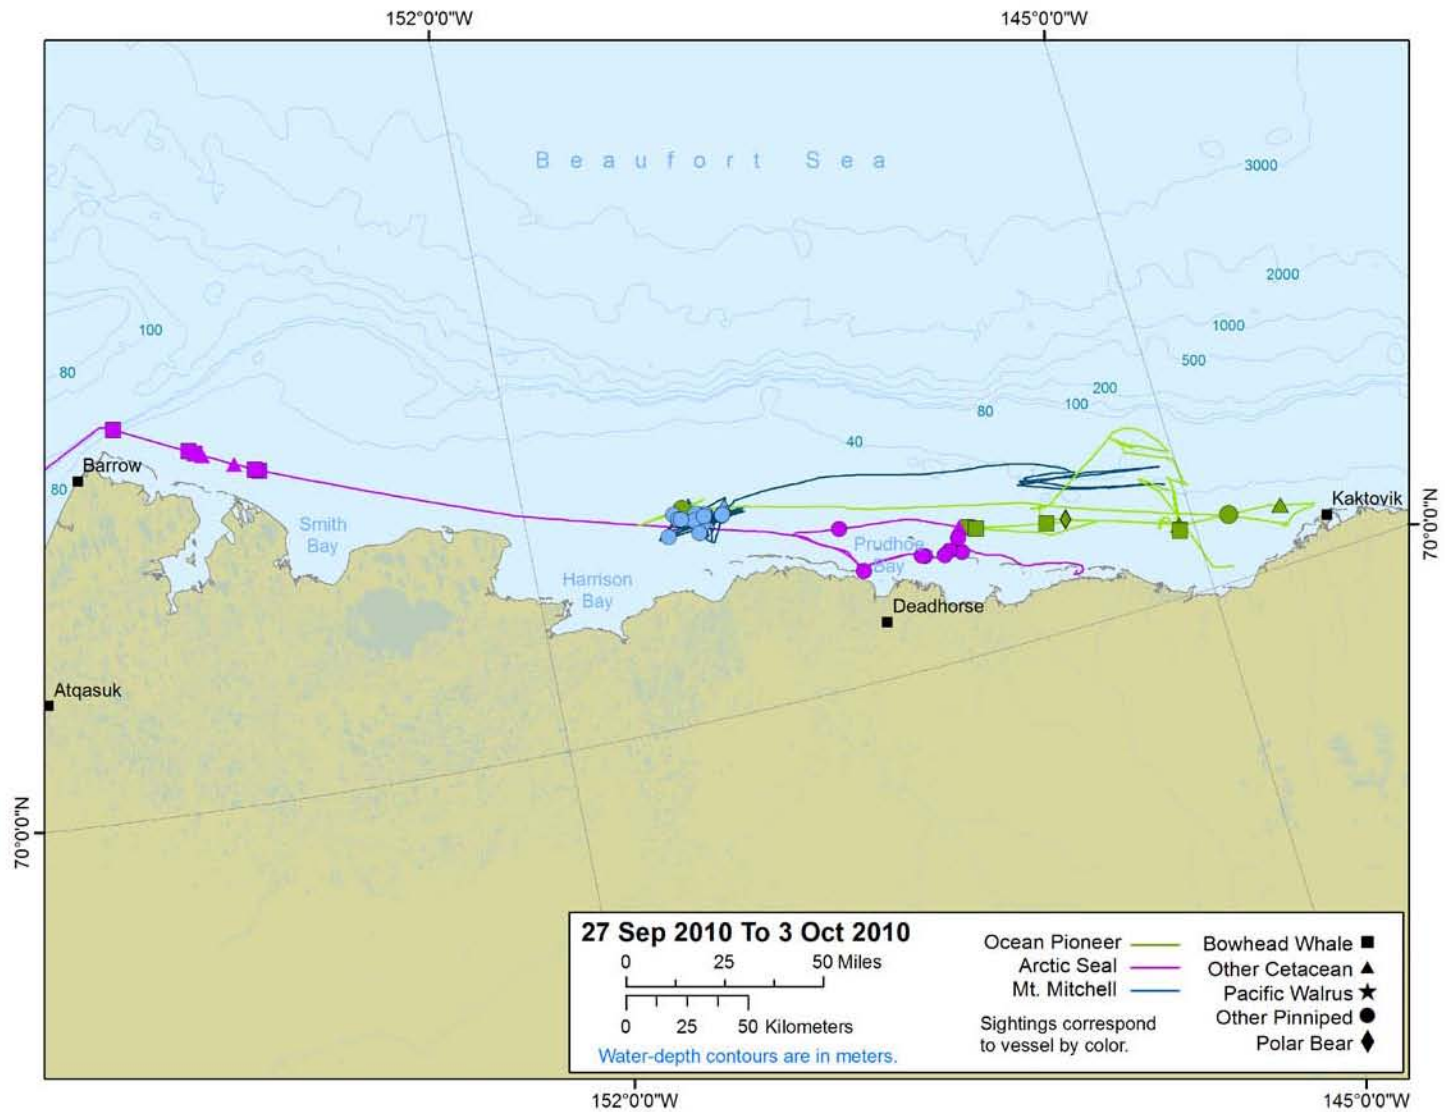 152°0'0"W
145°0'0"W
Beaufort Sea
3000
2000
100
1000
500
80
200
100
80
40
Barrow
80
Kaktovik
70°0'0"N
Smith
Bay
Prudhoe
Bay
Harrison
Bay
Deadhorse
Atqasuk
70°0'0"N
27 Sep 2010 To 3 Oct 2010
0 25 50 Miles
0 25 50 Kilometers
Water-depth contours are in meters.
Ocean Pioneer
Arctic Seal
Mt. Mitchell
Sightings correspond
to vessel by color.
Bowhead Whale
Other Cetacean
Pacific Walrus
Other Pinniped
Polar Bear
152°0'0"W
145°0'0"W